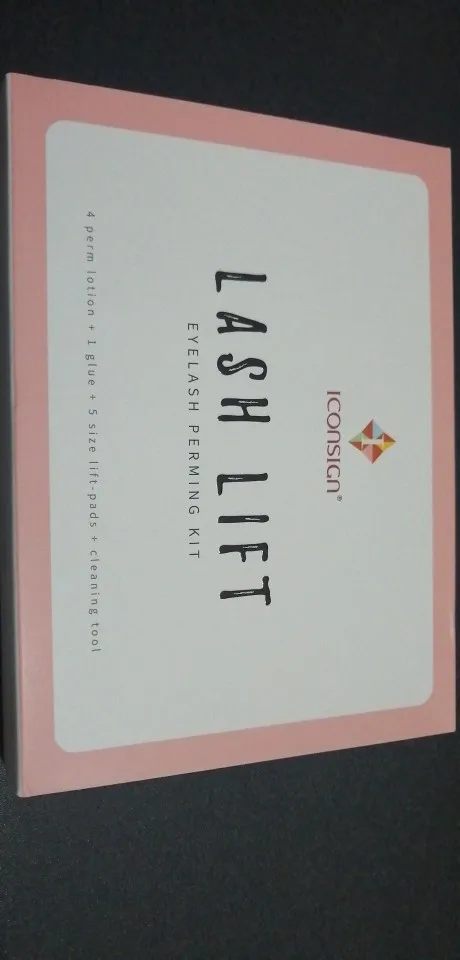 ICONSIGN®
LASH LIFT
EYELASH PERMING KIT
4 perm lotion + 1 glue + 5 size lift-pads + cleaning tool